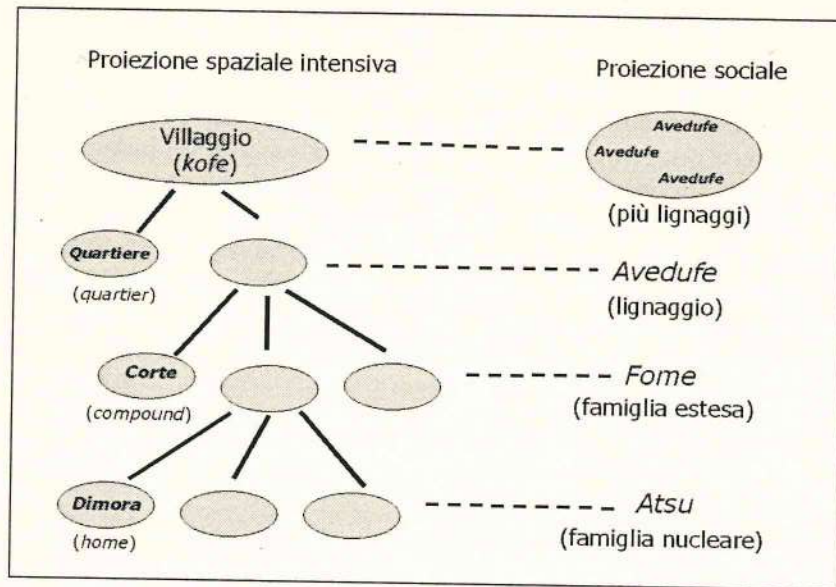 Proiezione spaziale intensiva
Proiezione sociale
Villaggio
(kofe)
Avedufe
Avedufe
Avedufe
(più lignaggi)
Quartiere
(quartier)
Avedufe
(lignaggio)
Corte
(compound)
Fome
(famiglia estesa)
Dimora
(home)
Atsu
(famiglia nucleare)